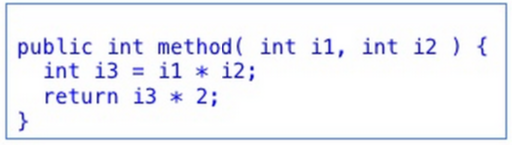 public int method( int i1, int i2 ) {
  int i3 = i1 * i2;
  return i3 * 2;
}